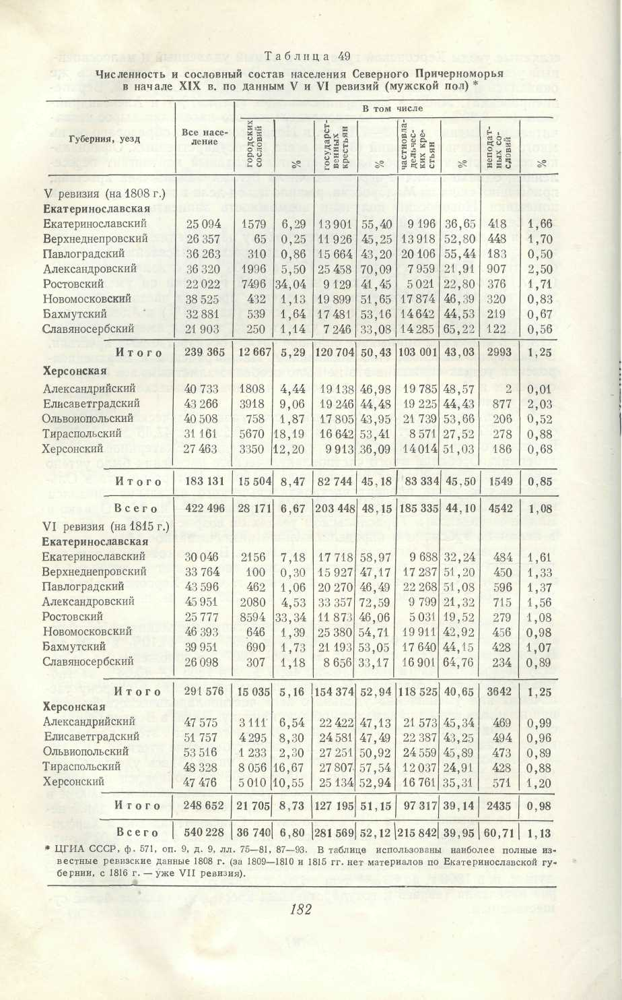 Таблица 49
Численность и сословный состав населения Северного Причерноморья
в начале XIX в. по данным V и VI ревизий (мужской пол) *
Губерния, уезд
Все насе-
ление
В том числе
городских
сословий
%
государст-
венных
крестьян
%
частновла-
дельчес-
ких кре-
стьян
%
неподат-
ных со-
словий
%
V ревизия (на 1808 г.)
Екатеринославская
Екатеринославский 25 094 1579 6,29 13 901 55,40 9 196 36,65 418 1,66
Верхнеднепровский 26 357 65 0,25 11 926 45,25 13 918 52,80 448 1,70
Павлоградский 36 263 310 0,86 15 664 43,20 20 106 55,44 183 0,50
Александровский 36 320 1996 5,50 25 458 70,09 7 959 21,91 907 2,50
Ростовский 22 022 7496 34,04 9 129 41,45 5 021 22,80 376 1,71
Новомосковский 38 525 432 1,13 19 899 51,65 17 874 46,39 320 0,83
Бахмутский 32 881 539 1,64 17 481 53,16 14 642 44,53 219 0,67
Славяносербский 21 903 250 1,14 7 246 33,08 14 285 65,22 122 0,56
Итого 239 365 12 667 5,29 120 704 50,43 103 001 43,03 2993 1,25
Херсонская
Александрийский 40 733 1808 4,44 19 138 46,98 19 785 48,57 2 0,01
Елисаветградский 43 266 3918 9,06 19 246 44,48 19 225 44,43 877 2,03
Ольвоиопольский 40 508 758 1,87 17 805 43,95 21 739 53,66 206 0,52
Тираспольский 31 161 5670 18,19 16 642 53,41 8 571 27,52 278 0,88
Херсонский 27 463 3350 12,20 9 913 36,09 14 014 51,03 186 0,68
Итого 183 131 15 504 8,47 82 744 45,18 83 334 45,50 1549 0,85
Всего 422 496 28 171 6,67 203 448 48,15 185 335 44,10 4542 1,08
VI ревизия (на 1815 г.)
Екатеринославская
Екатеринославский 30 046 2156 7,18 17 718 58,97 9 688 32,24 484 1,61
Верхнеднепровский 33 764 100 0,30 15 927 47,17 17 287 51,20 450 1,33
Павлоградский 43 596 462 1,06 20 270 46,49 22 268 51,08 596 1,37
Александровский 45 951 2080 4,53 33 357 72,59 9 799 21,32 715 1,56
Ростовский 25 777 8594 33,34 11 873 46,06 5 031 19,52 279 1,08
Новомосковский 46 393 646 1,39 25 380 54,71 19 911 42,92 456 0,98
Бахмутский 39 951 690 1,73 21 193 53,05 17 640 44,15 428 1,07
Славяносербский 26 098 307 1,18 8 656 33,17 16 901 64,76 234 0,89
Итого 291 576 15 035 5,16 154 374 52,94 118 525 40,65 3642 1,25
Херсонская
Александрийский 47 575 3 111 6,54 22 422 47,13 21 573 45,34 469 0,99
Елисаветградский 51 757 4 295 8,30 24 581 47,49 22 387 43,25 494 0,96
Ольвиопольский 53 516 1 233 2,30 27 251 50,92 24 559 45,89 473 0,89
Тираспольский 48 328 8 056 16,67 27 807 57,54 12 037 24,91 428 0,88
Херсонский 47 476 5 010 10,55 25 134 52,94 16 761 35,31 571 1,20
Итого 248 652 21 705 8,73 127 195 51,15 97 317 39,14 2435 0,98
Всего 540 228 36 740 6,80 281 569 52,12 215 842 39,95 60,71 1,13
* ЦГИА СССР, ф. 571, оп. 9, д. 9, лл. 75—81, 87—93. В таблице использованы наиболее полные из-
вестные ревизские данные 1808 г. (за 1809—1810 и 1815 гг. нет материалов по Екатеринославской гу-
бернии, с 1816 г. — уже VII ревизия).
182